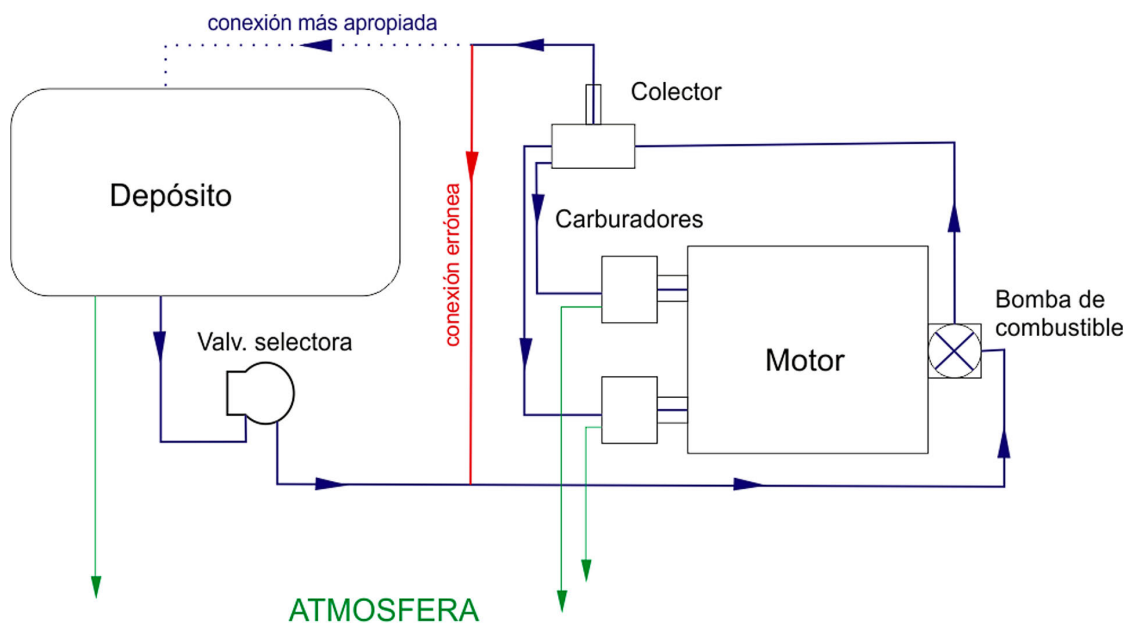 conexión más apropiada
Colector
Depósito
conexión errónea
Carburadores
Bomba de
combustible
Valv. selectora
Motor
ATMOSFERA